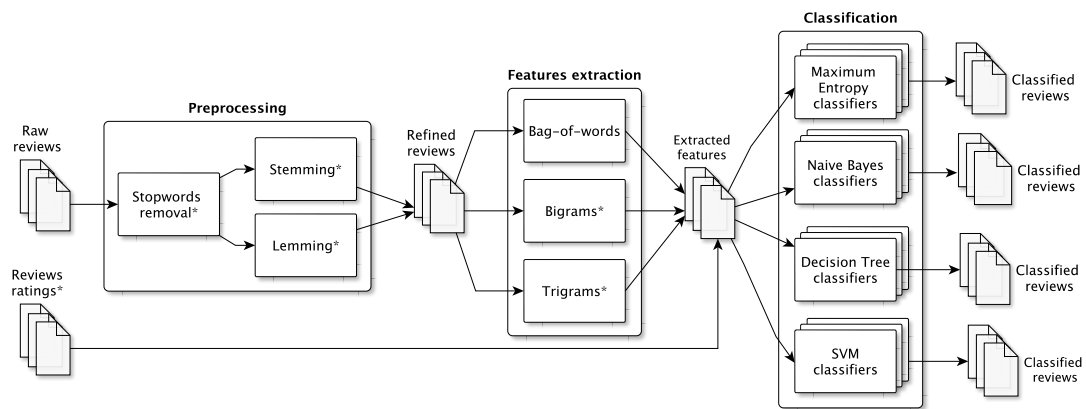 Classification
Features extraction
Preprocessing
Raw
reviews
Stopwords
removal*
Stemming*
Lemming*
Refined
reviews
Bag-of-words
Bigrams*
Trigrams*
Extracted
features
Maximum
Entropy
classifiers
Classified
reviews
Naive Bayes
classifiers
Classified
reviews
Decision Tree
classifiers
Classified
reviews
SVM
classifiers
Classified
reviews
Reviews
ratings*